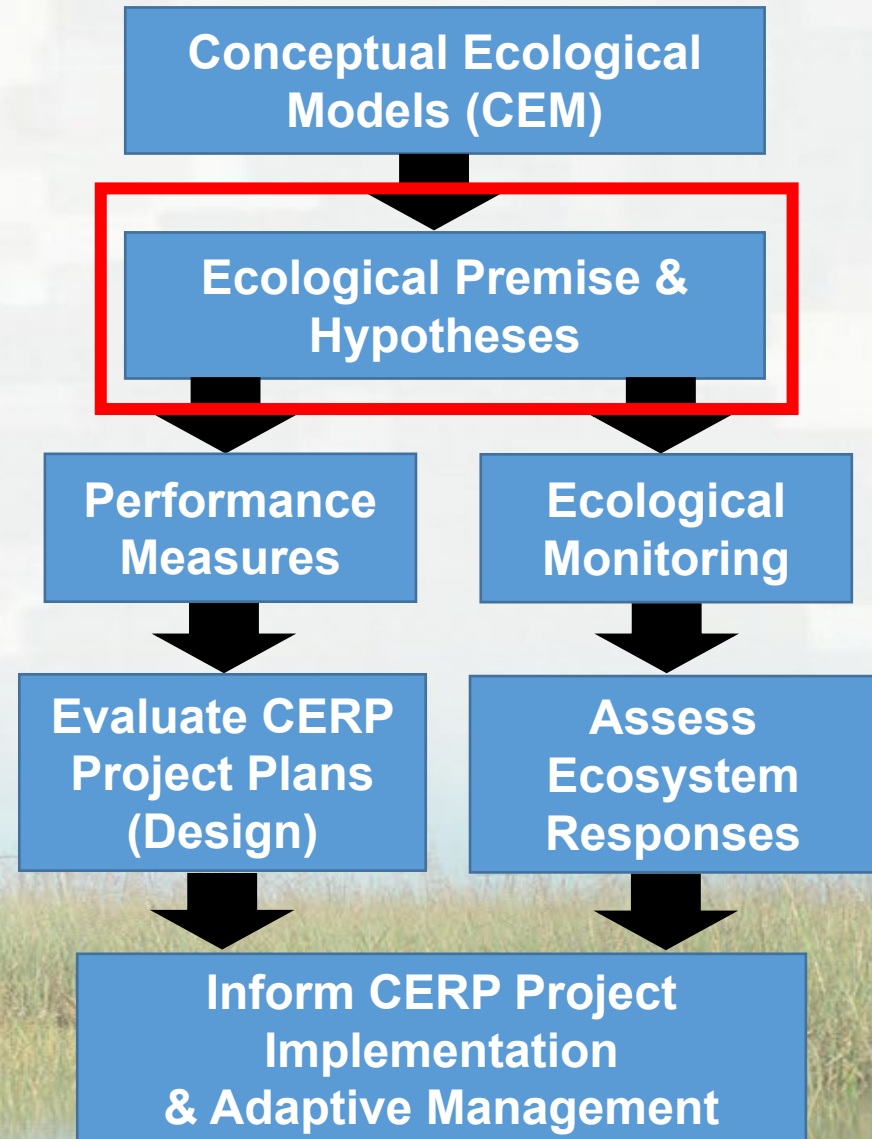 Conceptual Ecological
Models (CEM)
Ecological Premise &
Hypotheses
Performance
Measures
Ecological
Monitoring
Evaluate CERP
Project Plans
(Design)
Assess
Ecosystem
Responses
Inform CERP Project
Implementation
& Adaptive Management